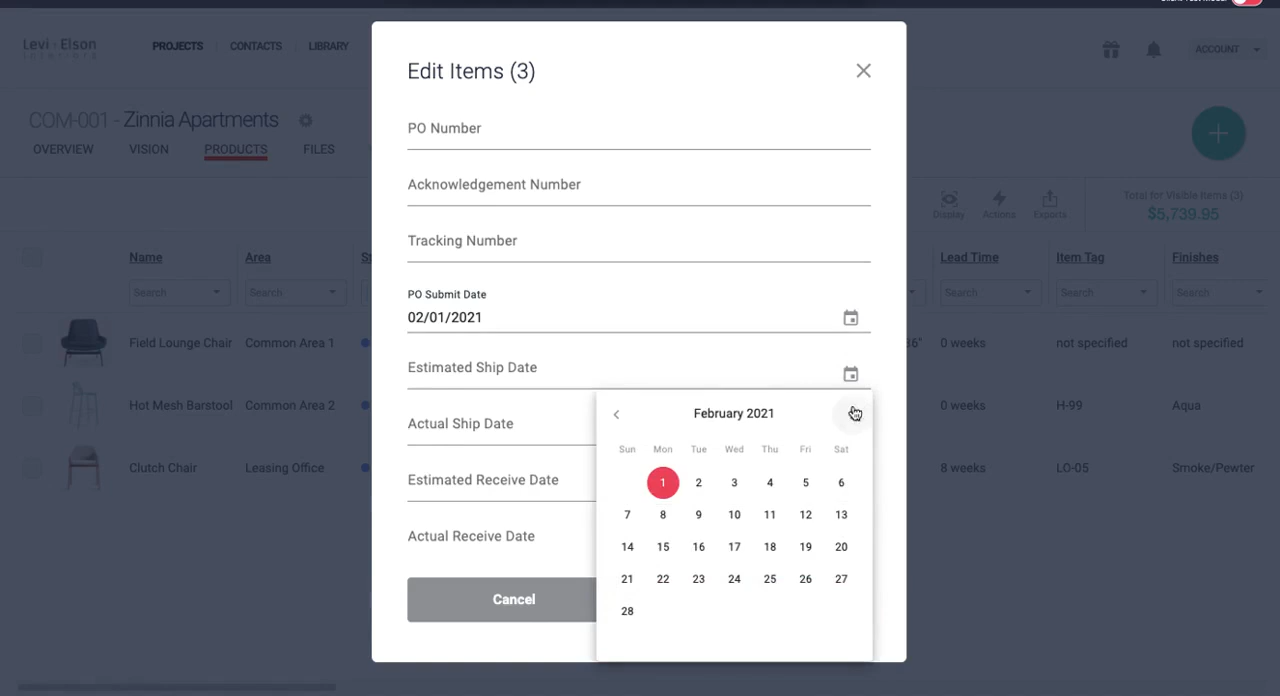 Levi · Elson
PROJECTS CONTACTS LIBRARY
ACCOUNT
COM-001 - Zinnia Apartments
OVERVIEW VISION PRODUCTS FILES
Display Actions Exports
Total for Visible Items (3)
$5,739.95
Name Area Lead Time Item Tag Finishes
Search Search Search Search Search
Field Lounge Chair Common Area 1 0 weeks not specified not specified
Hot Mesh Barstool Common Area 2 0 weeks H-99 Aqua
Clutch Chair Leasing Office 8 weeks LO-05 Smoke/Pewter
Edit Items (3)
PO Number
Acknowledgement Number
Tracking Number
PO Submit Date
02/01/2021
Estimated Ship Date
Actual Ship Date
Estimated Receive Date
Actual Receive Date
Cancel
February 2021
Sun Mon Tue Wed Thu Fri Sat
1 2 3 4 5 6
7 8 9 10 11 12 13
14 15 16 17 18 19 20
21 22 23 24 25 26 27
28